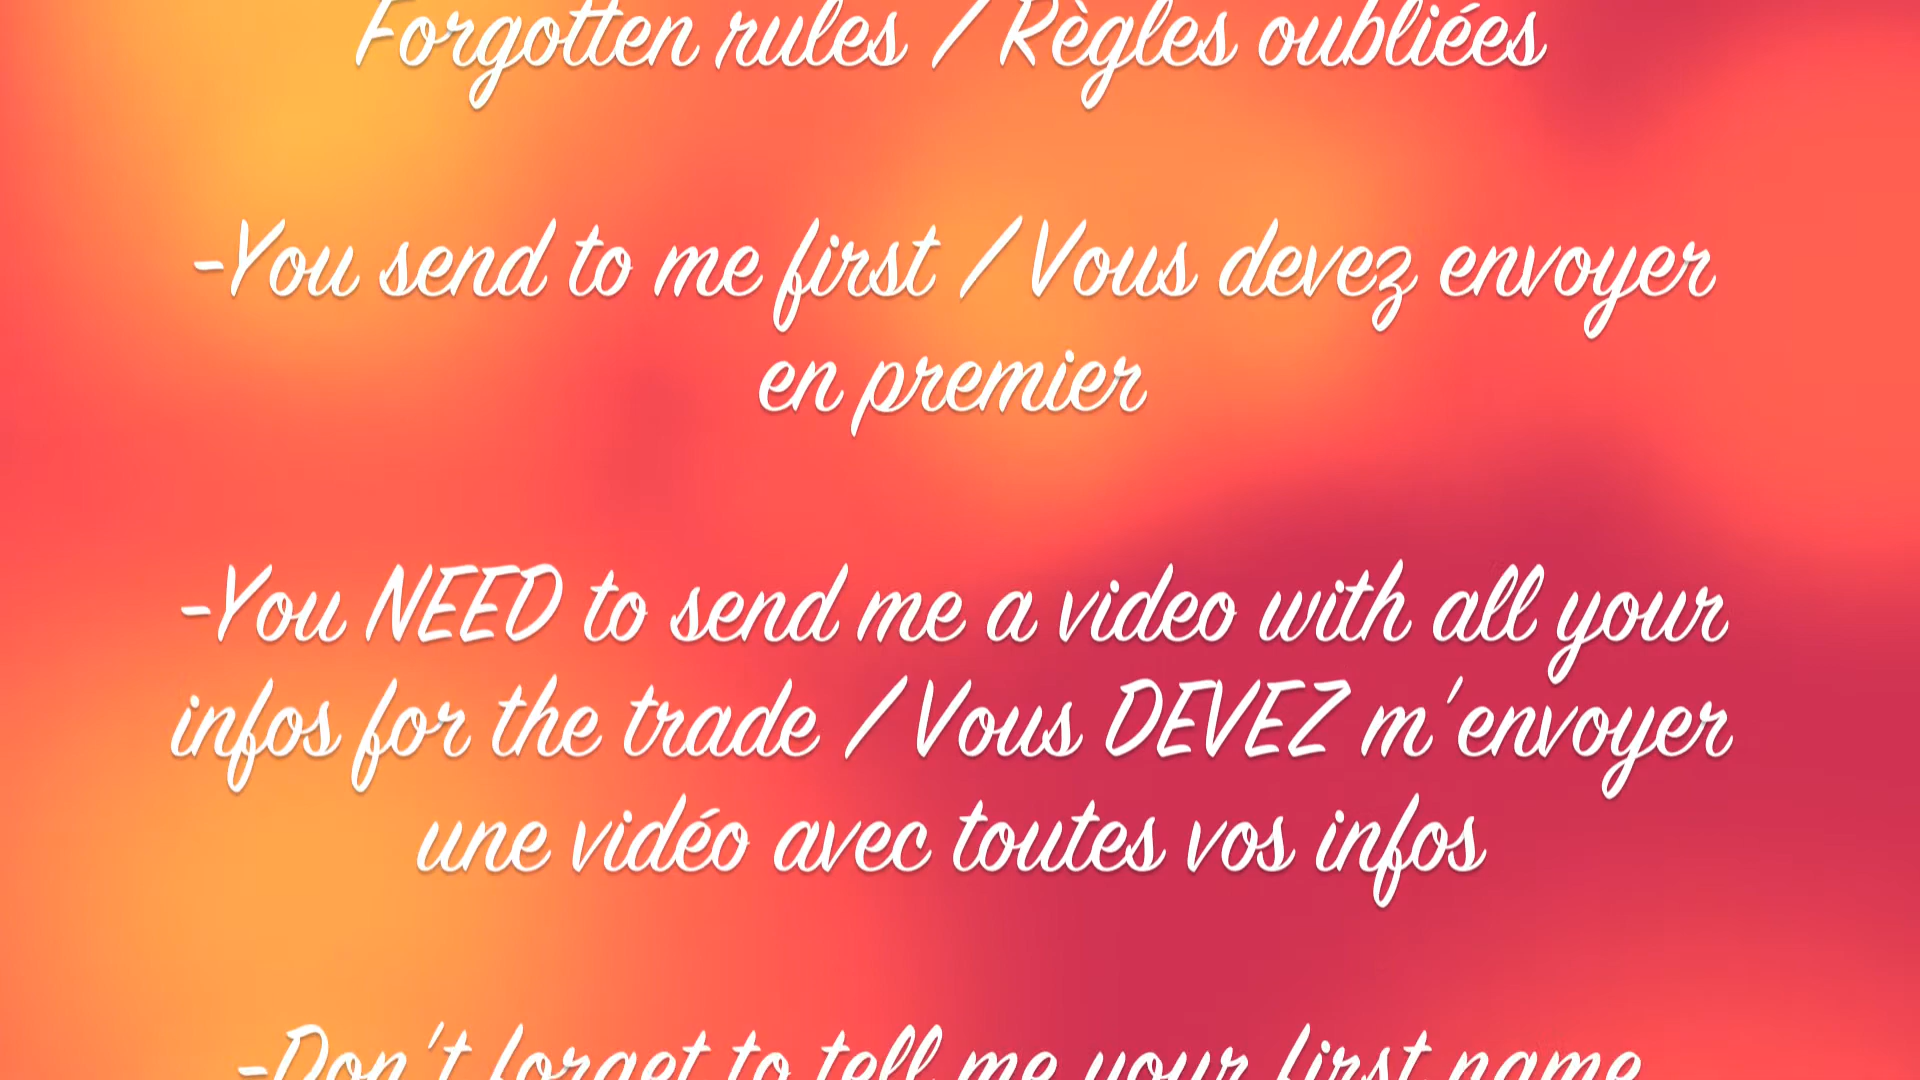 Forgotten rules / Règles oubliées
-You send to me first / Vous devez envoyer
en premier
-You NEED to send me a video with all your
infos for the trade / Vous DEVEZ m'envoyer
une vidéo avec toutes vos infos
-Don't forget to tell me your first name